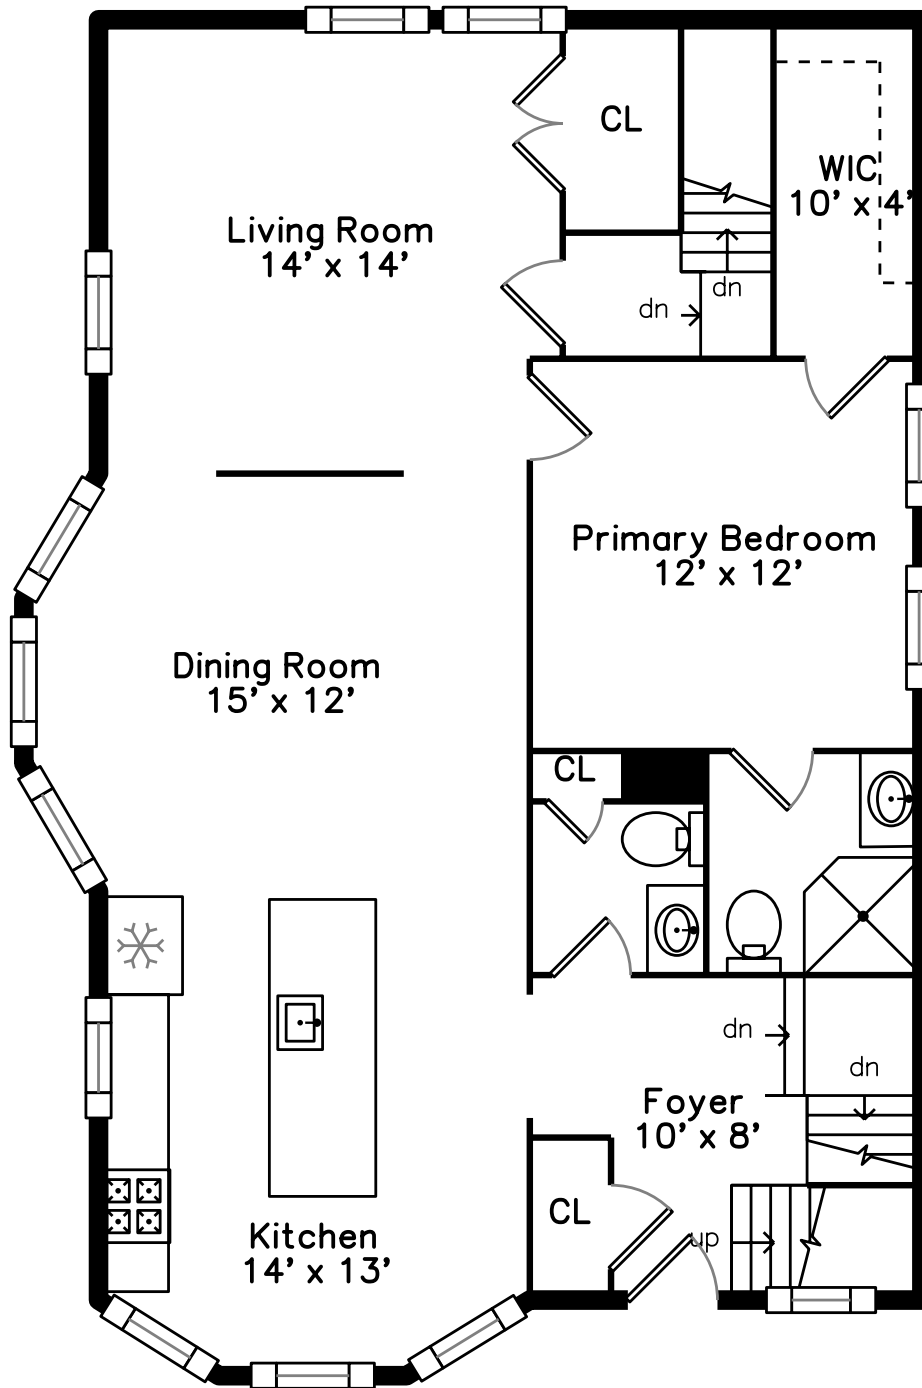 CL
WIC
10' x 4'
Living Room
14' x 14'
dn
dn
Primary Bedroom
12' x 12'
Dining Room
15' x 12'
CL
dn
dn
Foyer
10' x 8'
CL
up
Kitchen
14' x 13'